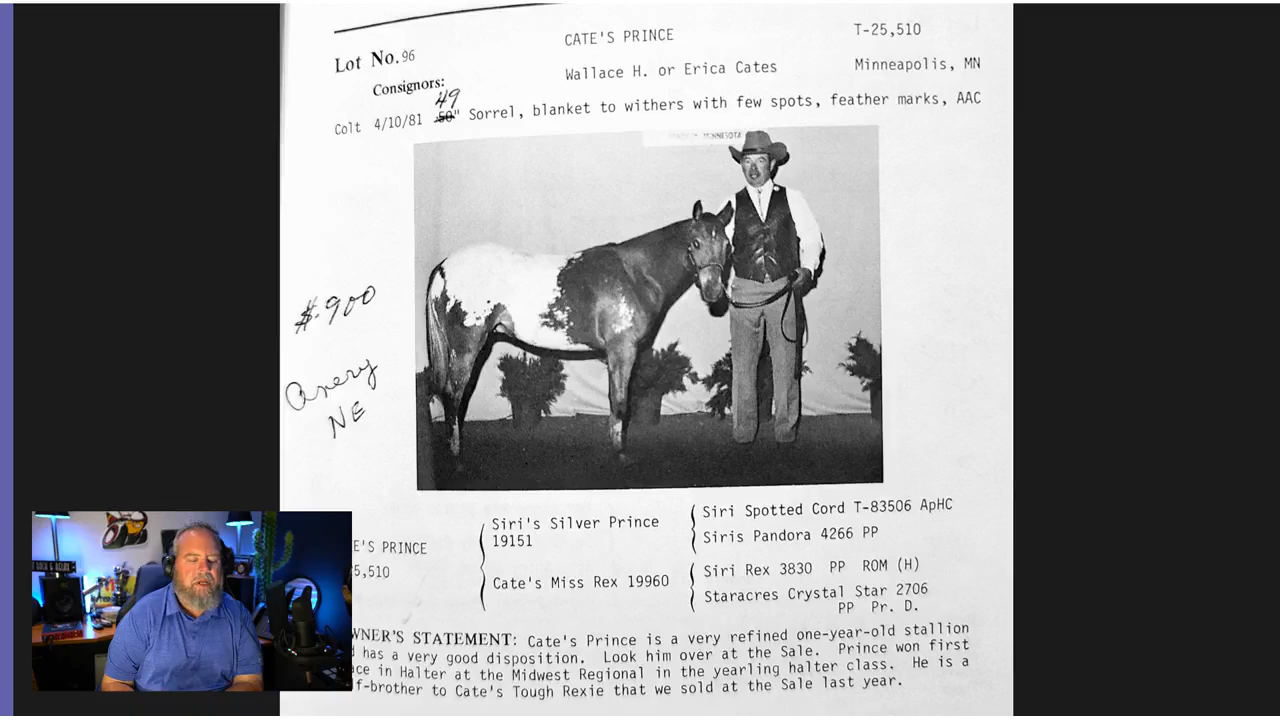 CATE'S PRINCE T-25,510
Lot No. 96
Wallace H. or Erica Cates Minneapolis, MN
Consignors:
49
Colt 4/10/81 50" Sorrel, blanket to withers with few spots, feather marks, AAC
MINNESOTA
$900
Avery
NE
Siri Spotted Cord T-83506 ApHC
Siri's Silver Prince
19151
Siris Pandora 4266 PP
E'S PRINCE
5,510
Siri Rex 3830 PP ROM (H)
Cate's Miss Rex 19960
Staracres Crystal Star 2706
PP Pr. D.
WNER'S STATEMENT: Cate's Prince is a very refined one-year-old stallion
has a very good disposition. Look him over at the Sale. Prince won first
ace in Halter at the Midwest Regional in the yearling halter class. He is a
f-brother to Cate's Tough Rexie that we sold at the Sale last year.